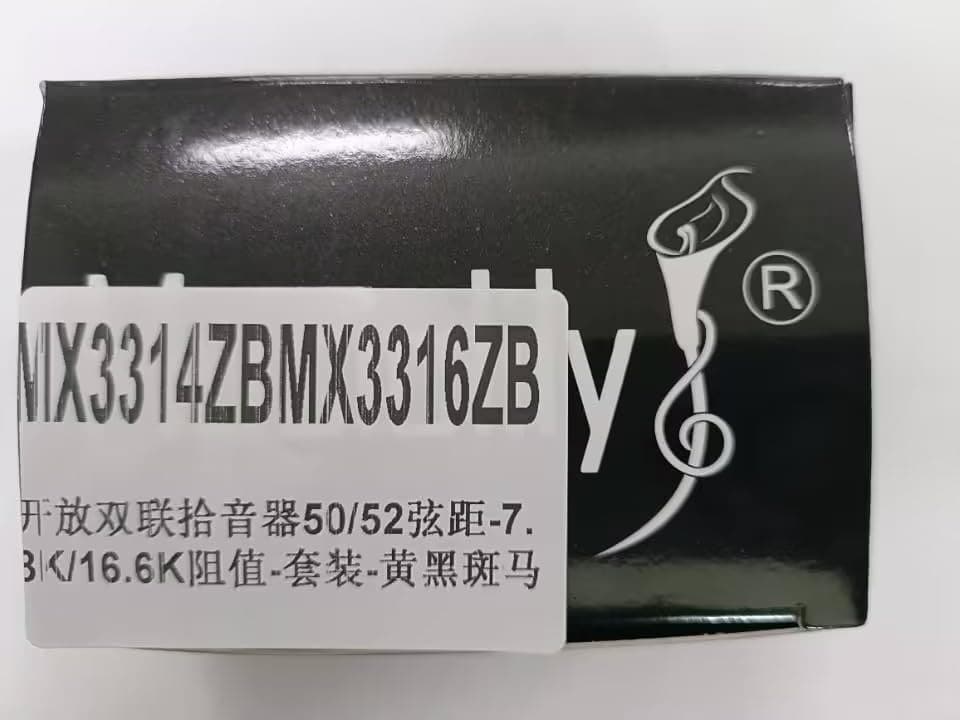 MX3314ZBMX3316ZB
开放双联拾音器50/52弦距-7.
8K/16.6K阻值-套装-黄黑斑马
y
®